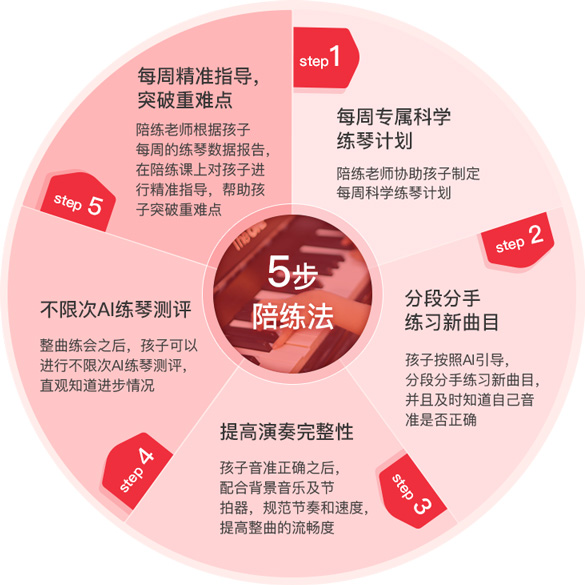 step1
每周专属科学
练琴计划
陪练老师协助孩子制定
每周科学练琴计划
step 2
分段分手
练习新曲目
孩子按照AI引导，
分段分手练习新曲目，
并且及时知道自己音
准是否正确
step 3
提高演奏完整性
孩子音准正确之后，
配合背景音乐及节
拍器，规范节奏和速度，
提高整曲的流畅度
step 4
不限次AI练琴测评
整曲练会之后，孩子可以
进行不限次AI练琴测评，
直观知道进步情况
step 5
每周精准指导，
突破重难点
陪练老师根据孩子
每周的练琴数据报告，
在陪练课上对孩子进
行精准指导，帮助孩
子突破重难点
5步
陪练法